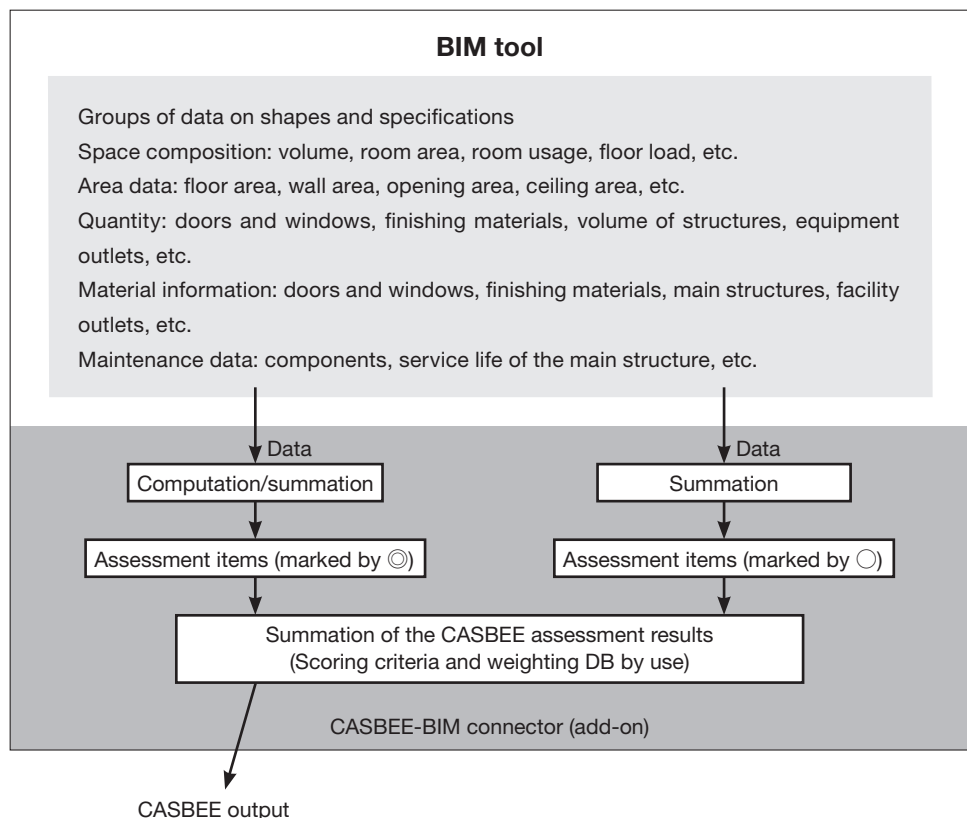 BIM tool
Groups of data on shapes and specifications
Space composition: volume, room area, room usage, floor load, etc.
Area data: floor area, wall area, opening area, ceiling area, etc.
Quantity: doors and windows, finishing materials, volume of structures, equipment
outlets, etc.
Material information: doors and windows, finishing materials, main structures, facility
outlets, etc.
Maintenance data: components, service life of the main structure, etc.
Data
Data
Computation/summation
Summation
Assessment items (marked by ◎)
Assessment items (marked by ○)
Summation of the CASBEE assessment results
(Scoring criteria and weighting DB by use)
CASBEE-BIM connector (add-on)
CASBEE output